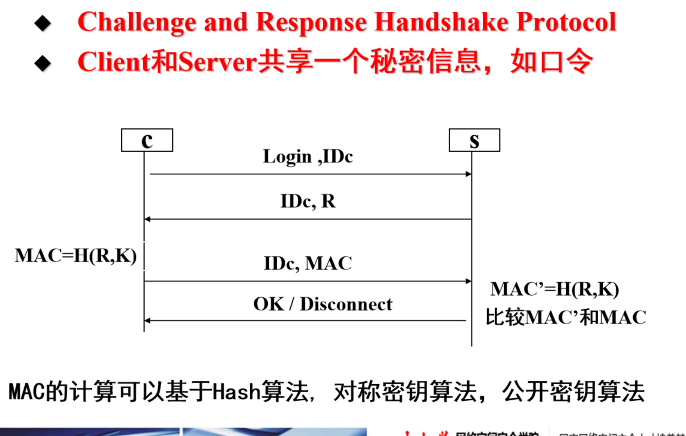 Challenge and Response Handshake Protocol
Client和Server共享一个秘密信息，如口令
c
s
Login ,IDc
IDc, R
MAC=H(R,K)
IDc, MAC
MAC’=H(R,K)
OK / Disconnect
比较MAC’和MAC
MAC的计算可以基于Hash算法, 对称密钥算法，公开密钥算法